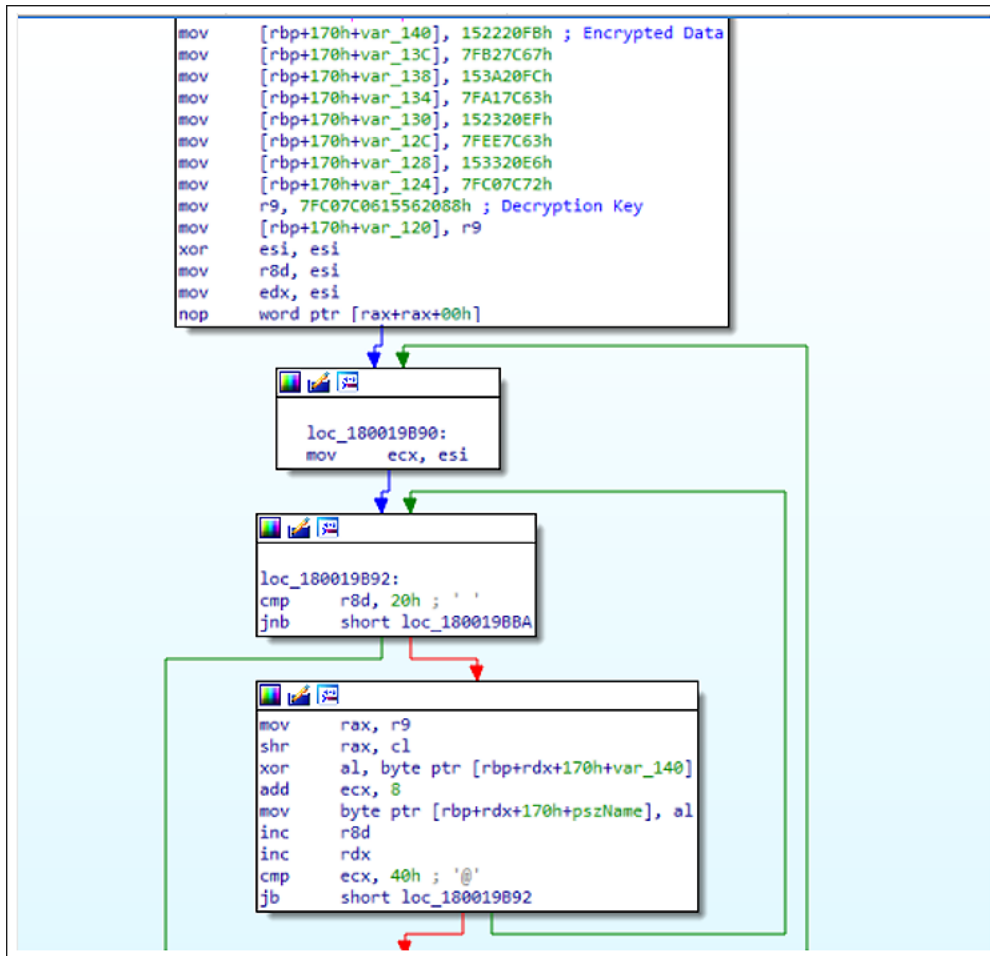 mov [rbp+170h+var_140], 152220FBh ; Encrypted Data
mov [rbp+170h+var_13C], 7FB27C67h
mov [rbp+170h+var_138], 153A20FCh
mov [rbp+170h+var_134], 7FA17C63h
mov [rbp+170h+var_130], 152320EFh
mov [rbp+170h+var_12C], 7FEE7C63h
mov [rbp+170h+var_128], 153320E6h
mov [rbp+170h+var_124], 7FC07C72h
mov r9, 7FC07C0615562088h ; Decryption Key
mov [rbp+170h+var_120], r9
xor esi, esi
mov r8d, esi
mov edx, esi
nop word ptr [rax+rax+00h]
loc_180019B90:
mov ecx, esi
loc_180019B92:
cmp r8d, 20h ; ' '
jnb short loc_180019BBA
mov rax, r9
shr rax, cl
xor al, byte ptr [rbp+rdx+170h+var_140]
add ecx, 8
mov byte ptr [rbp+rdx+170h+pszName], al
inc r8d
inc rdx
cmp ecx, 40h ; '@'
jb short loc_180019B92